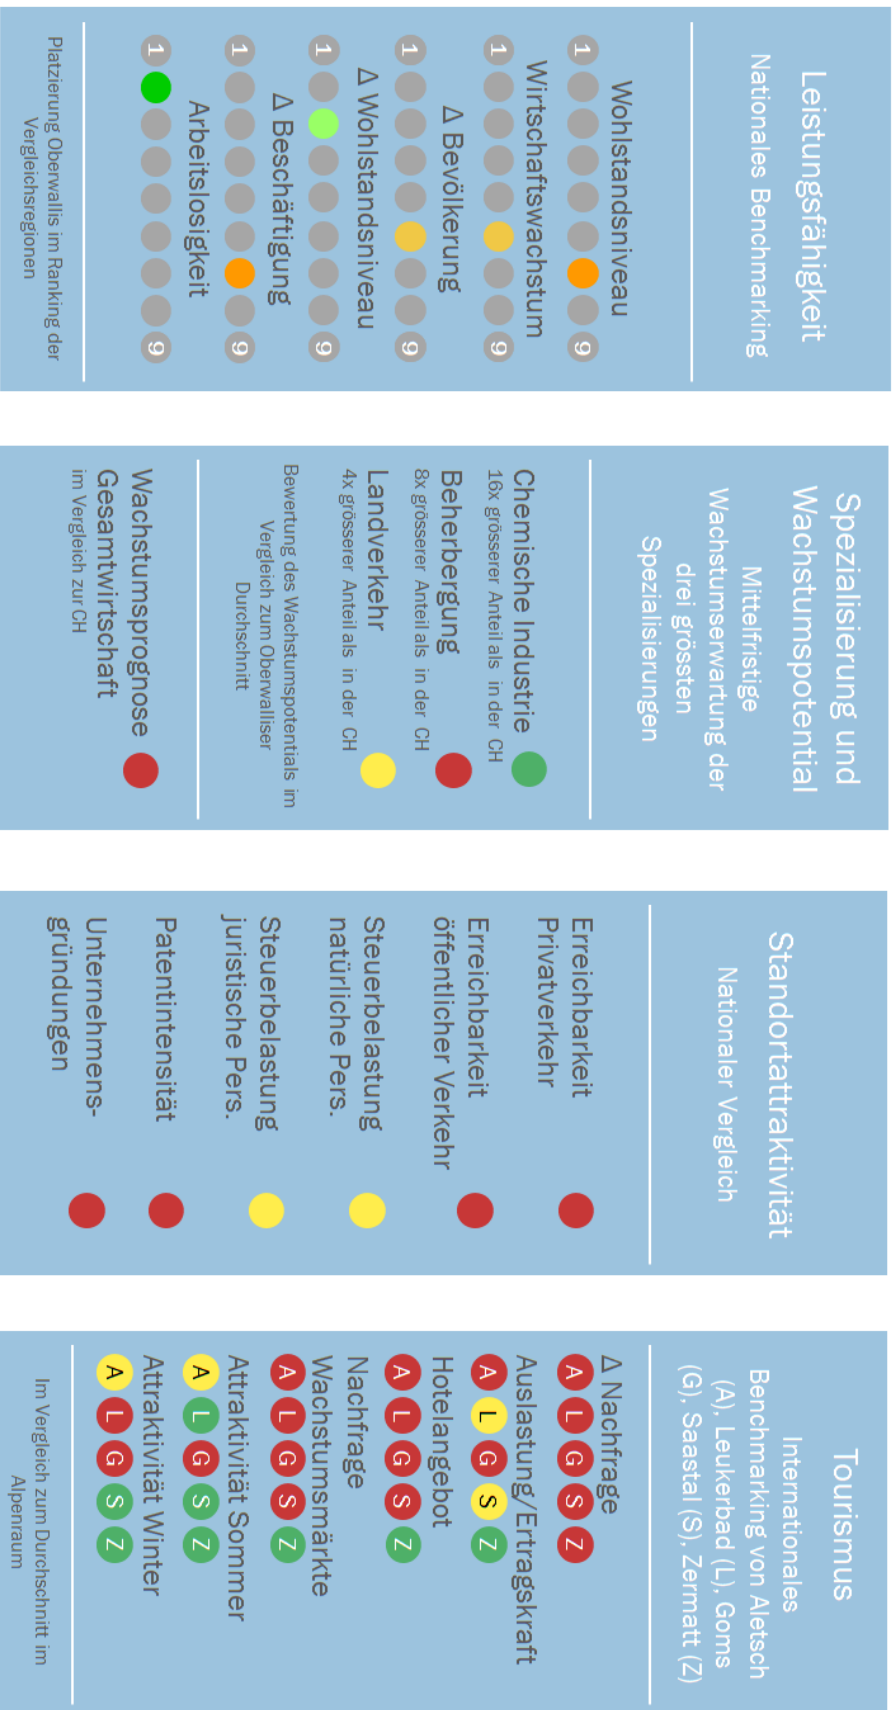 Leistungsfähigkeit
Nationales Benchmarking
Wohlstandsniveau
1 9
Wirtschaftswachstum
1 9
Δ Bevölkerung
1 9
Δ Wohlstandsniveau
1 9
Δ Beschäftigung
1 9
Arbeitslosigkeit
1 9
Platzierung Oberwallis im Ranking der
Vergleichsregionen
Spezialisierung und
Wachstumspotential
Mittelfristige
Wachstumserwartung der
drei grössten
Spezialisierungen
Chemische Industrie
16x grösserer Anteil als in der CH
Beherbergung
8x grösserer Anteil als in der CH
Landverkehr
4x grösserer Anteil als in der CH
Bewertung des Wachstumspotentials im
Vergleich zum Oberwalliser
Durchschnitt
Wachstumsprognose
Gesamtwirtschaft
im Vergleich zur CH
Standortattraktivität
Nationaler Vergleich
Erreichbarkeit
Privatverkehr
Erreichbarkeit
öffentlicher Verkehr
Steuerbelastung
natürliche Pers.
Steuerbelastung
juristische Pers.
Patentintensität
Unternehmens-
gründungen
Tourismus
Internationales
Benchmarking von Aletsch
(A), Leukerbad (L), Goms
(G), Saastal (S), Zermatt (Z)
Δ Nachfrage
A L G S Z
Auslastung/Ertragskraft
A L G S Z
Hotelangebot
A L G S Z
Nachfrage
Wachstumsmärkte
A L G S Z
Attraktivität Sommer
A L G S Z
Attraktivität Winter
A L G S Z
Im Vergleich zum Durchschnitt im
Alpenraum